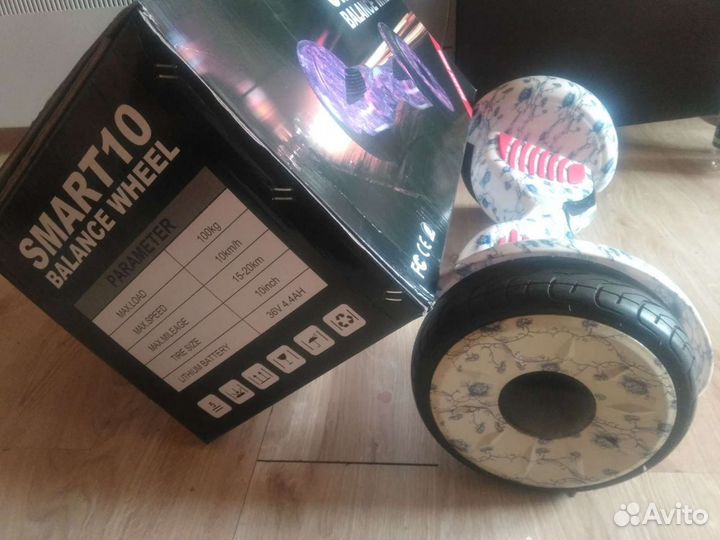 SMART10
BALANCE WHEEL
PARAMETER
MAX.LOAD 100kg
MAX.SPEED 10km/h
MAX.MILEAGE 15-20km
TIRE SIZE 10inch
LITHIUM BATTERY 36V 4.4AH
BALANCE
FC CE
Avito